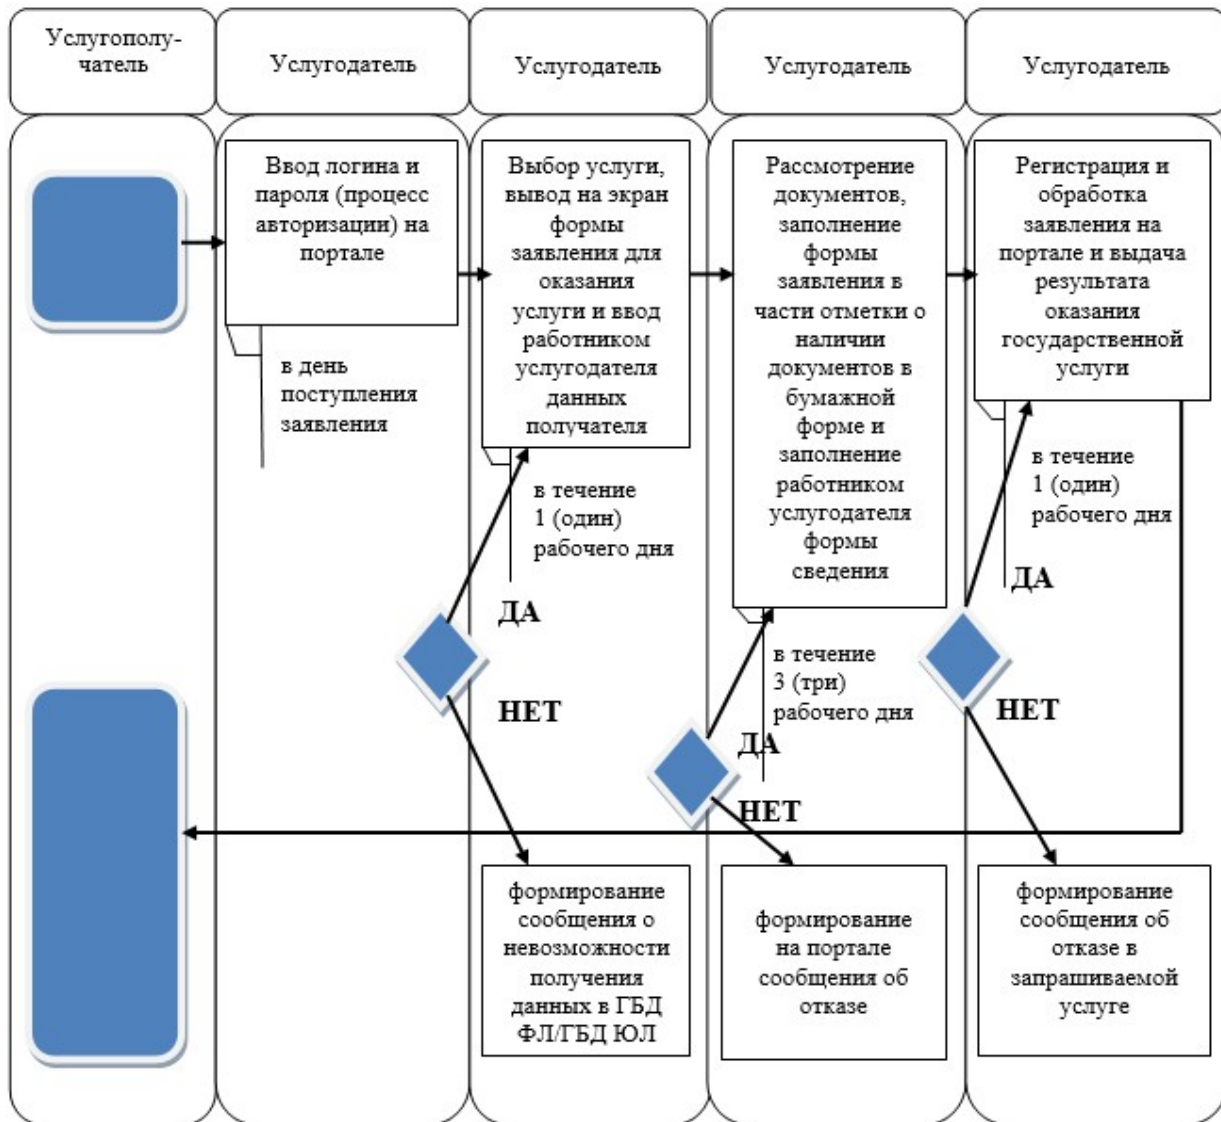 Услугополу-
чатель
Услугодатель
Услугодатель
Услугодатель
Услугодатель
Ввод логина и
пароля (процесс
авторизации) на
портале
в день
поступления
заявления
Выбор услуги,
вывод на экран
формы
заявления для
оказания
услуги и ввод
работником
услугодателя
данных
получателя
в течение
1 (один)
рабочего дня
ДА
НЕТ
Рассмотрение
документов,
заполнение
формы
заявления в
части отметки о
наличии
документов в
бумажной
форме и
заполнение
работником
услугодателя
формы
сведения
в течение
3 (три)
рабочего дня
ДА
НЕТ
Регистрация и
обработка
заявления на
портале и выдача
результата
оказания
государственной
услуги
в течение
1 (один)
рабочего дня
ДА
НЕТ
формирование
сообщения о
невозможности
получения
данных в ГБД
ФЛ/ГБД ЮЛ
формирование
на портале
сообщения об
отказе
формирование
сообщения об
отказе в
запрашиваемой
услуге